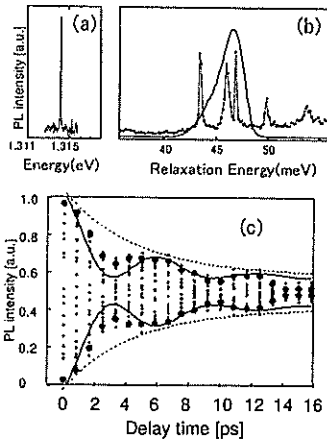 (a)
(b)
PL intensity [a.u.]
1.311
1.315
45
50
Energy(eV)
Relaxation Energy(meV)
(c)
PL intensity [a.u.]
1.0
0.8
0.6
0.4
0.2
0
0 2 4 6 8 10 12 14 16
Delay time [ps]